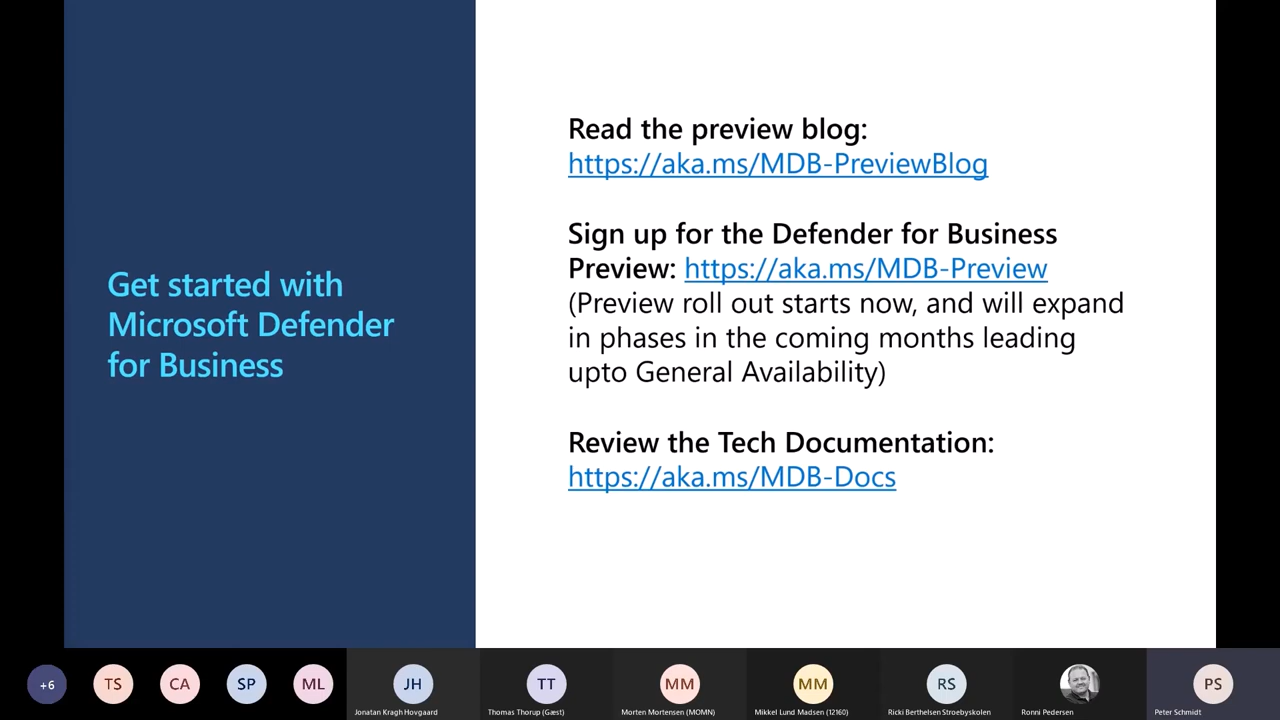 Get started with
Microsoft Defender
for Business
Read the preview blog:
https://aka.ms/MDB-PreviewBlog
Sign up for the Defender for Business
Preview: https://aka.ms/MDB-Preview
(Preview roll out starts now, and will expand
in phases in the coming months leading
upto General Availability)
Review the Tech Documentation:
https://aka.ms/MDB-Docs
+6
TS
CA
SP
ML
JH
TT
MM
MM
RS
PS
Jonatan Kragh Hovgaard
Thomas Thorup (Gæst)
Morten Mortensen (MOMN)
Mikkel Lund Madsen (12160)
Ricki Berthelsen Stroebyskolen
Ronni Pedersen
Peter Schmidt